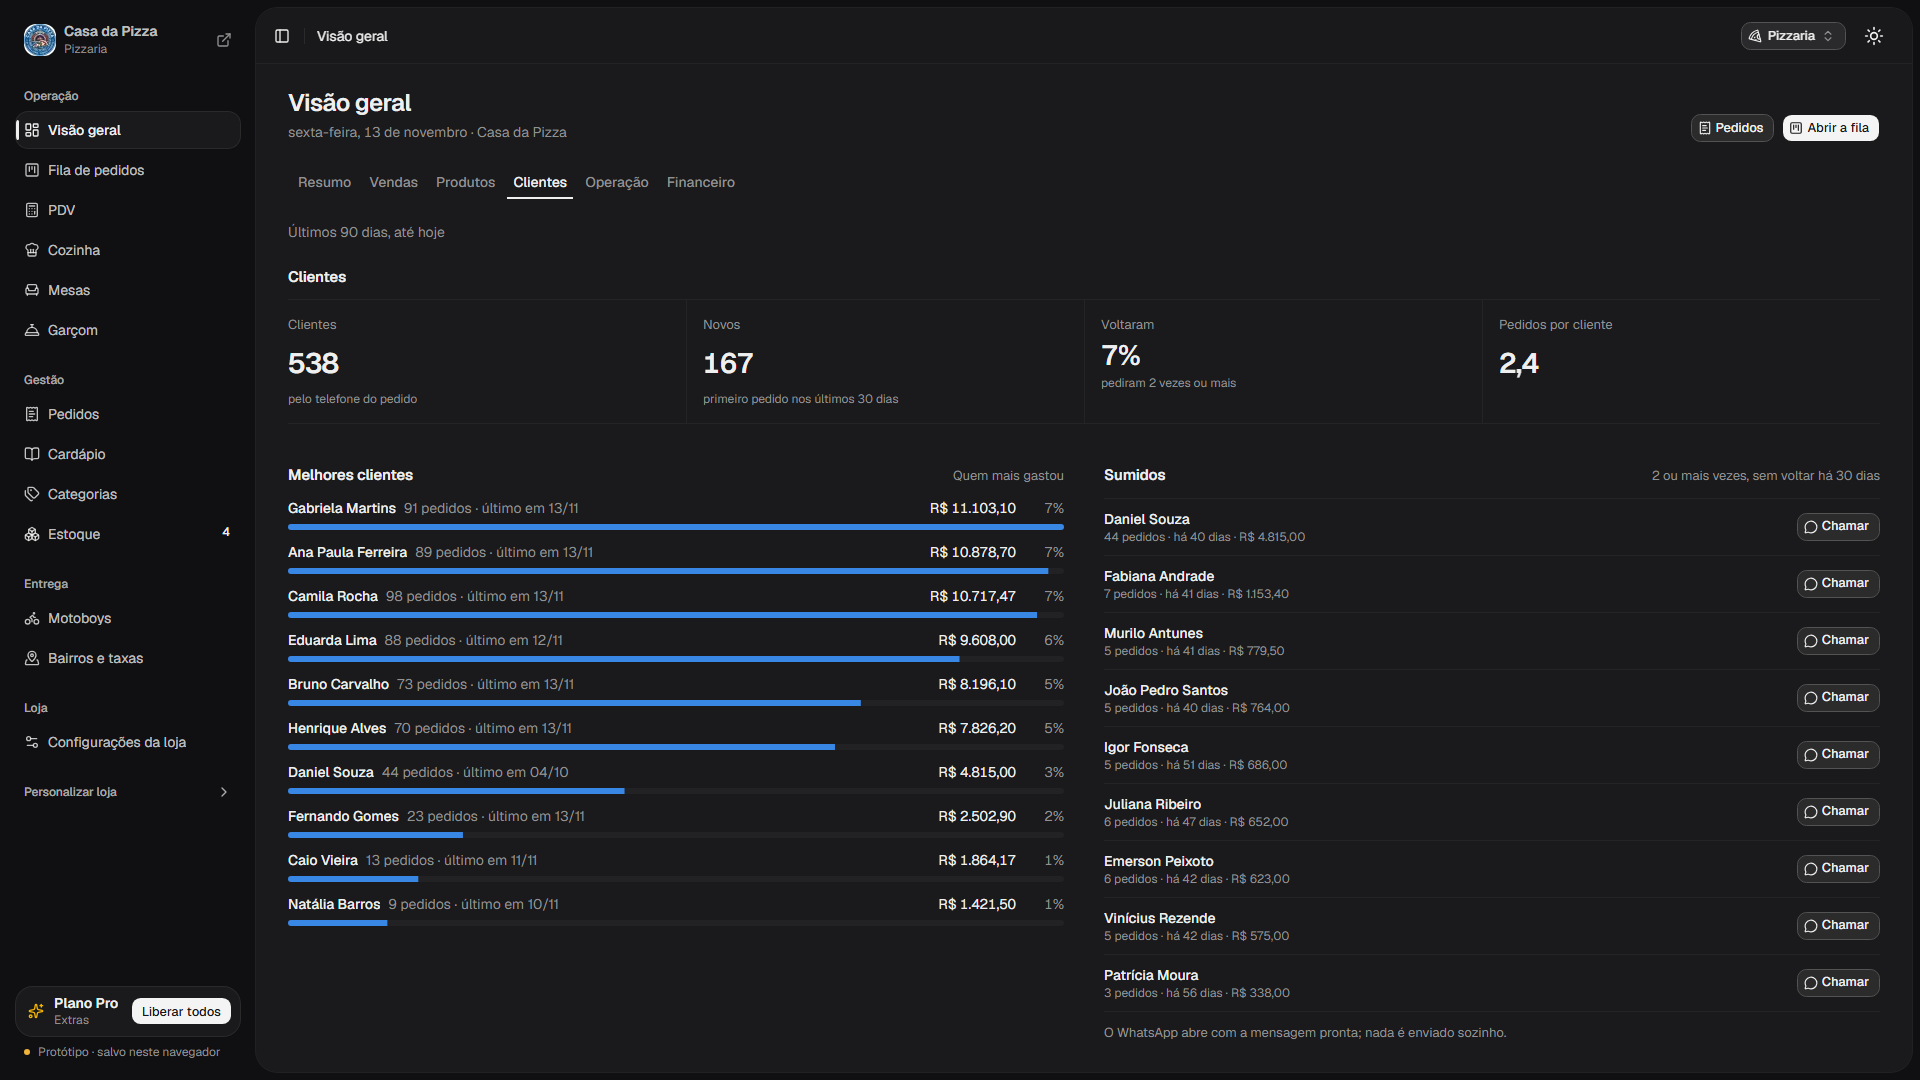 Casa da Pizza
Pizzaria
Operação
Visão geral
Fila de pedidos
PDV
Cozinha
Mesas
Garçom
Gestão
Pedidos
Cardápio
Categorias
Estoque 4
Entrega
Motoboys
Bairros e taxas
Loja
Configurações da loja
Personalizar loja
Plano Pro
Extras
Liberar todos
Protótipo · salvo neste navegador
Visão geral
Pizzaria
Visão geral
sexta-feira, 13 de novembro · Casa da Pizza
Pedidos
Abrir a fila
Resumo Vendas Produtos Clientes Operação Financeiro
Últimos 90 dias, até hoje
Clientes
Clientes
538
pelo telefone do pedido
Novos
167
primeiro pedido nos últimos 30 dias
Voltaram
7%
pediram 2 vezes ou mais
Pedidos por cliente
2,4
Melhores clientes Quem mais gastou
Gabriela Martins 91 pedidos · último em 13/11 R$ 11.103,10 7%
Ana Paula Ferreira 89 pedidos · último em 13/11 R$ 10.878,70 7%
Camila Rocha 98 pedidos · último em 13/11 R$ 10.717,47 7%
Eduarda Lima 88 pedidos · último em 12/11 R$ 9.608,00 6%
Bruno Carvalho 73 pedidos · último em 13/11 R$ 8.196,10 5%
Henrique Alves 70 pedidos · último em 13/11 R$ 7.826,20 5%
Daniel Souza 44 pedidos · último em 04/10 R$ 4.815,00 3%
Fernando Gomes 23 pedidos · último em 13/11 R$ 2.502,90 2%
Caio Vieira 13 pedidos · último em 11/11 R$ 1.864,17 1%
Natália Barros 9 pedidos · último em 10/11 R$ 1.421,50 1%
Sumidos 2 ou mais vezes, sem voltar há 30 dias
Daniel Souza
44 pedidos · há 40 dias · R$ 4.815,00
Chamar
Fabiana Andrade
7 pedidos · há 41 dias · R$ 1.153,40
Chamar
Murilo Antunes
5 pedidos · há 41 dias · R$ 779,50
Chamar
João Pedro Santos
5 pedidos · há 40 dias · R$ 764,00
Chamar
Igor Fonseca
5 pedidos · há 51 dias · R$ 686,00
Chamar
Juliana Ribeiro
6 pedidos · há 47 dias · R$ 652,00
Chamar
Emerson Peixoto
6 pedidos · há 42 dias · R$ 623,00
Chamar
Vinícius Rezende
5 pedidos · há 42 dias · R$ 575,00
Chamar
Patrícia Moura
3 pedidos · há 56 dias · R$ 338,00
Chamar
O WhatsApp abre com a mensagem pronta; nada é enviado sozinho.